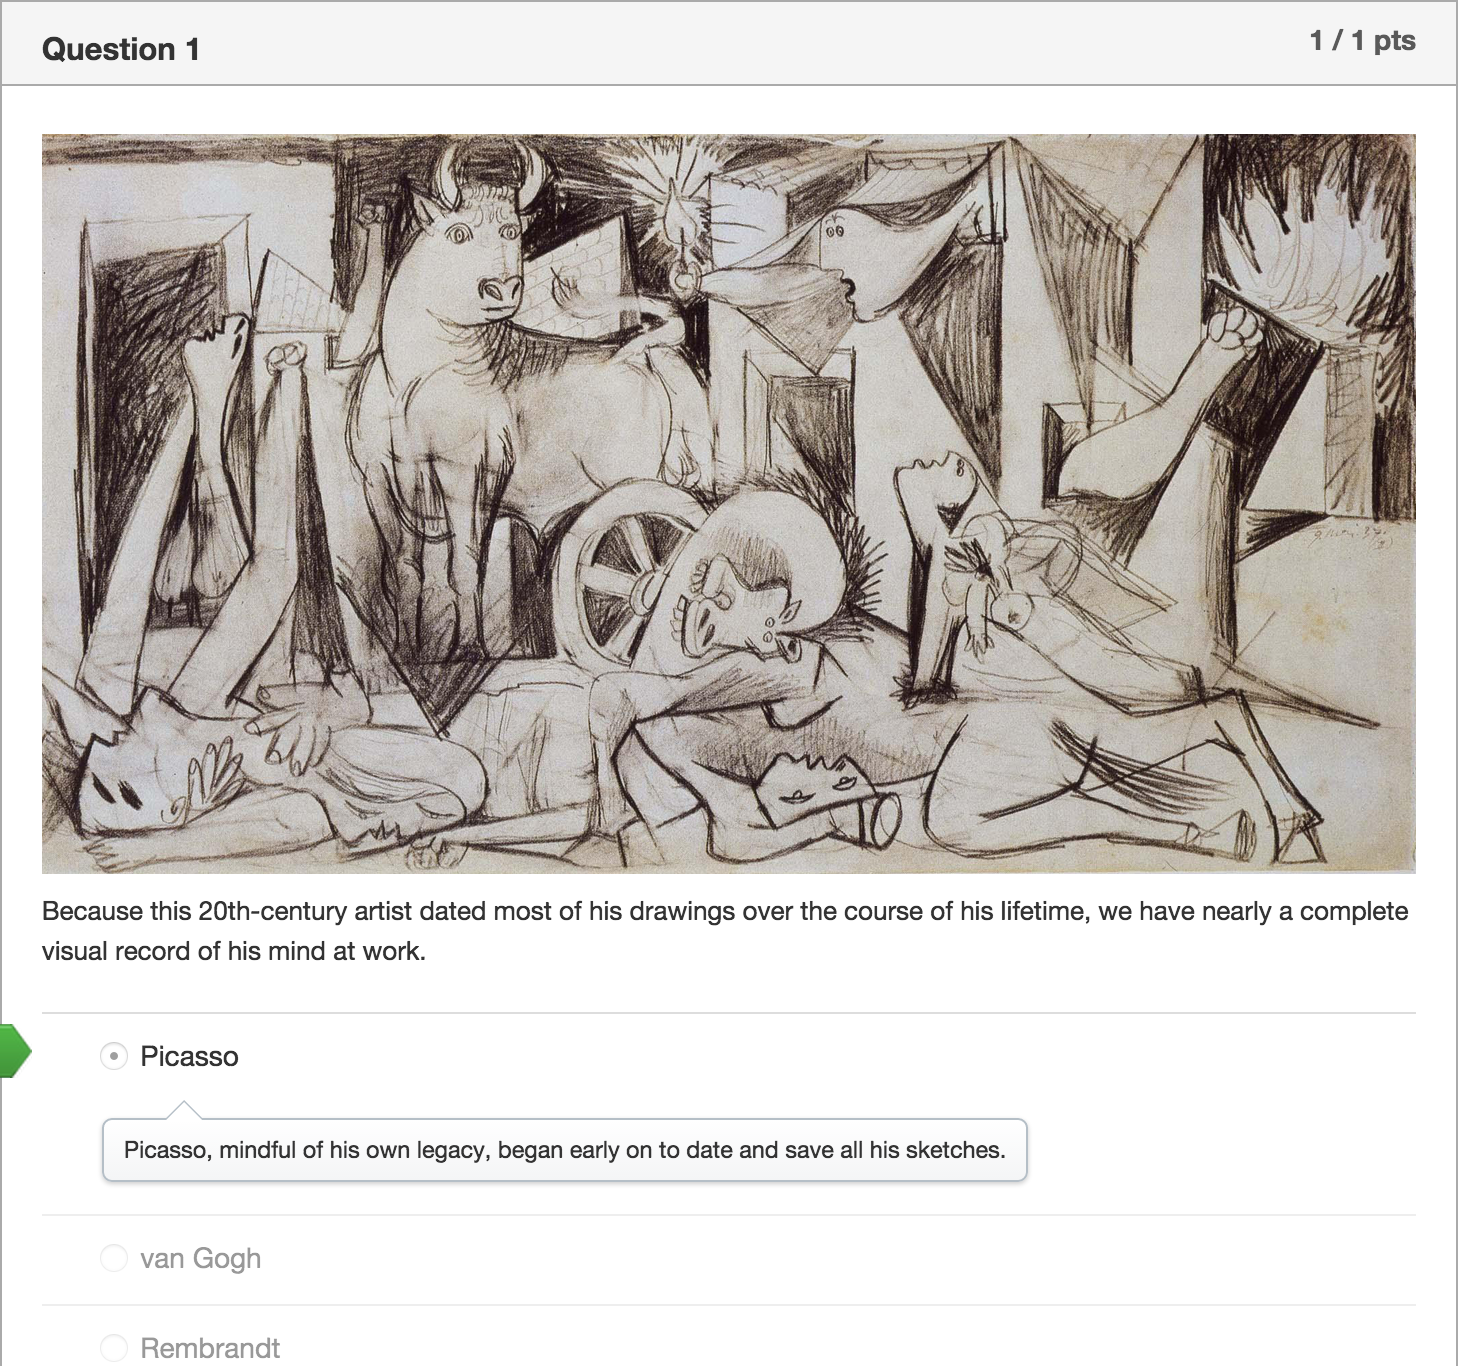 Question 1
1 / 1 pts
Because this 20th-century artist dated most of his drawings over the course of his lifetime, we have nearly a complete
visual record of his mind at work.
Picasso
Picasso, mindful of his own legacy, began early on to date and save all his sketches.
van Gogh
Rembrandt